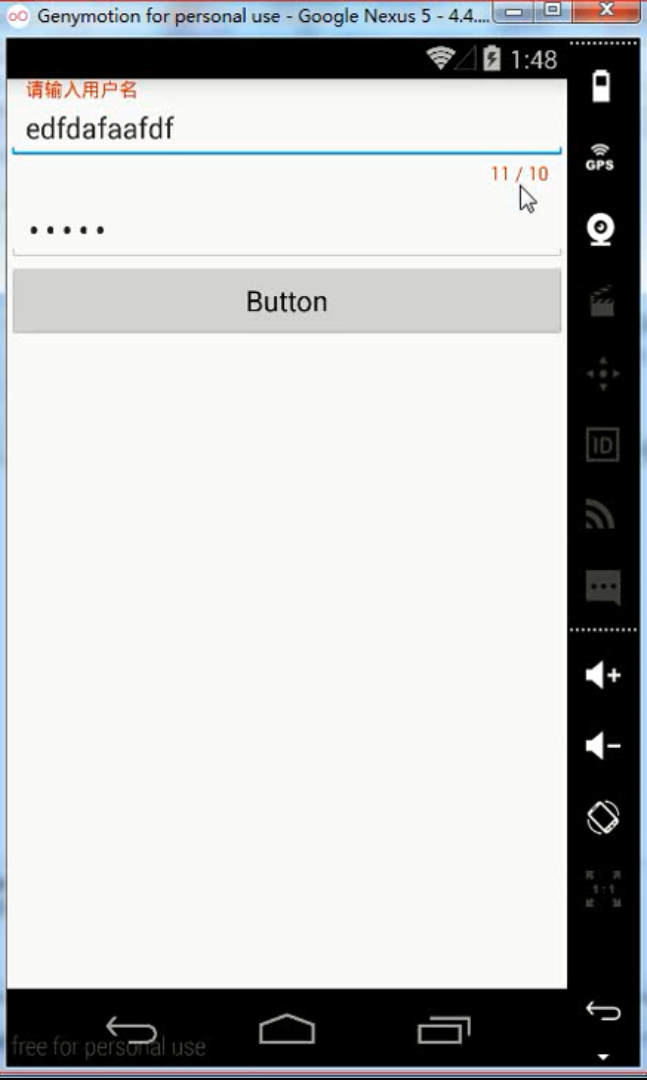 Genymotion for personal use - Google Nexus 5 - 4.4....
1:48
请输入用户名
edfdafaafdf
11 / 10
•••••
Button
GPS
ID
1:1
free for personal use